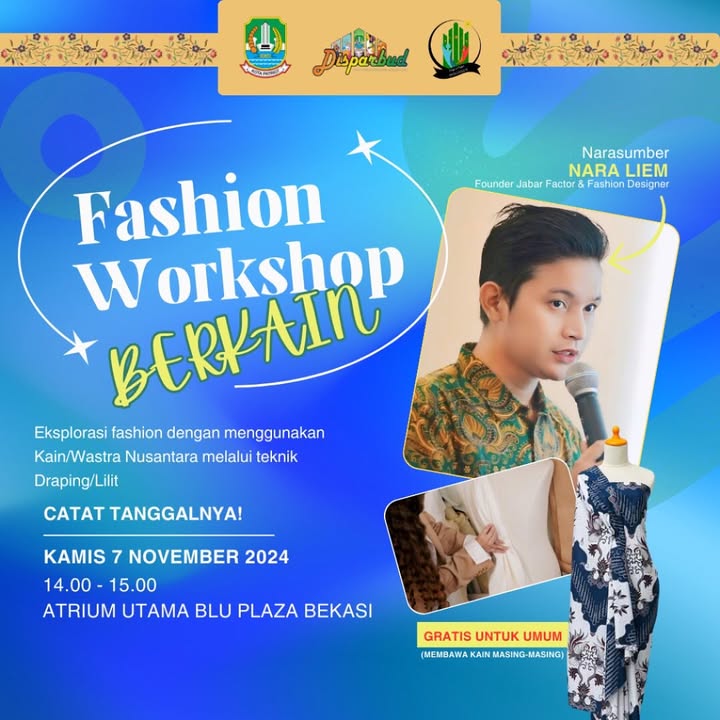 KOTA BEKASI
Disparbud
Narasumber
NARA LIEM
Founder Jabar Factor & Fashion Designer
Fashion
Workshop
BERKAIN
Eksplorasi fashion dengan menggunakan
Kain/Wastra Nusantara melalui teknik
Draping/Lilit
CATAT TANGGALNYA!
KAMIS 7 NOVEMBER 2024
14.00 - 15.00
ATRIUM UTAMA BLU PLAZA BEKASI
GRATIS UNTUK UMUM
(MEMBAWA KAIN MASING-MASING)